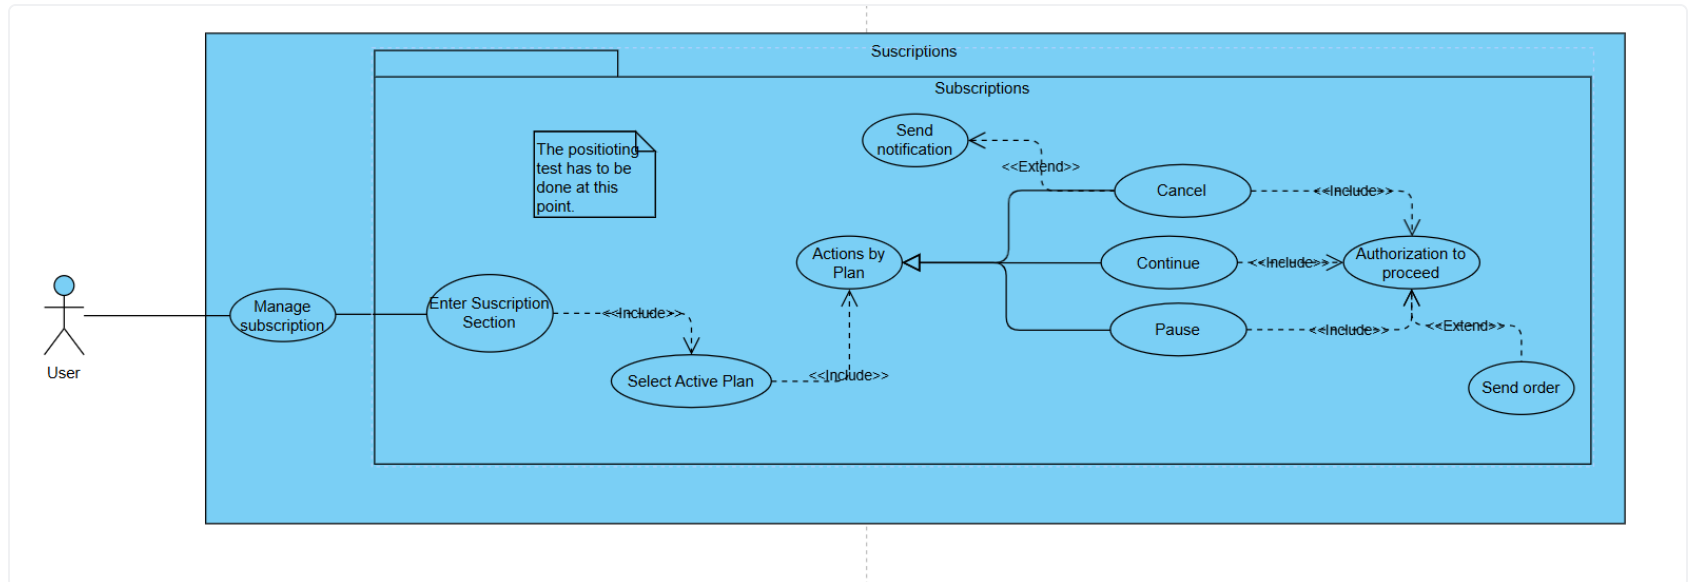 Suscriptions
Subscriptions
The positioting
test has to be
done at this
point.
Send
notification
<<Extend>>
Cancel
<<Include>>
Actions by
Plan
Continue
<<Include>>
Authorization to
proceed
Manage
subscription
Enter Suscription
Section
<<Include>>
Pause
<<Include>>
<<Extend>>
User
Select Active Plan
<<Include>>
Send order